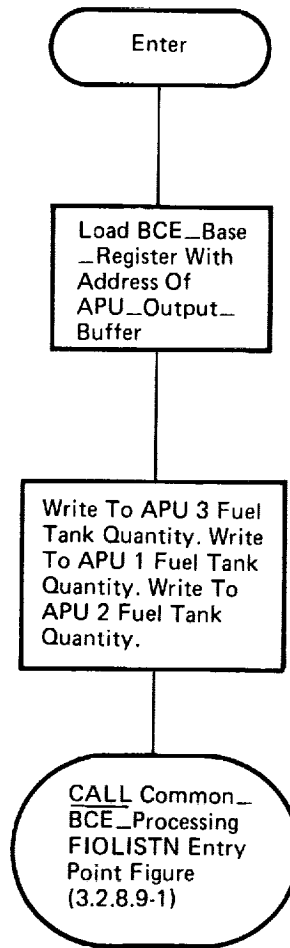 Enter
Load BCE_Base
_Register With
Address Of
APU_Output_
Buffer
Write To APU 3 Fuel
Tank Quantity. Write
To APU 1 Fuel Tank
Quantity. Write To
APU 2 Fuel Tank
Quantity.
CALL Common_
BCE_Processing
FIOLISTN Entry
Point Figure
(3.2.8.9-1)